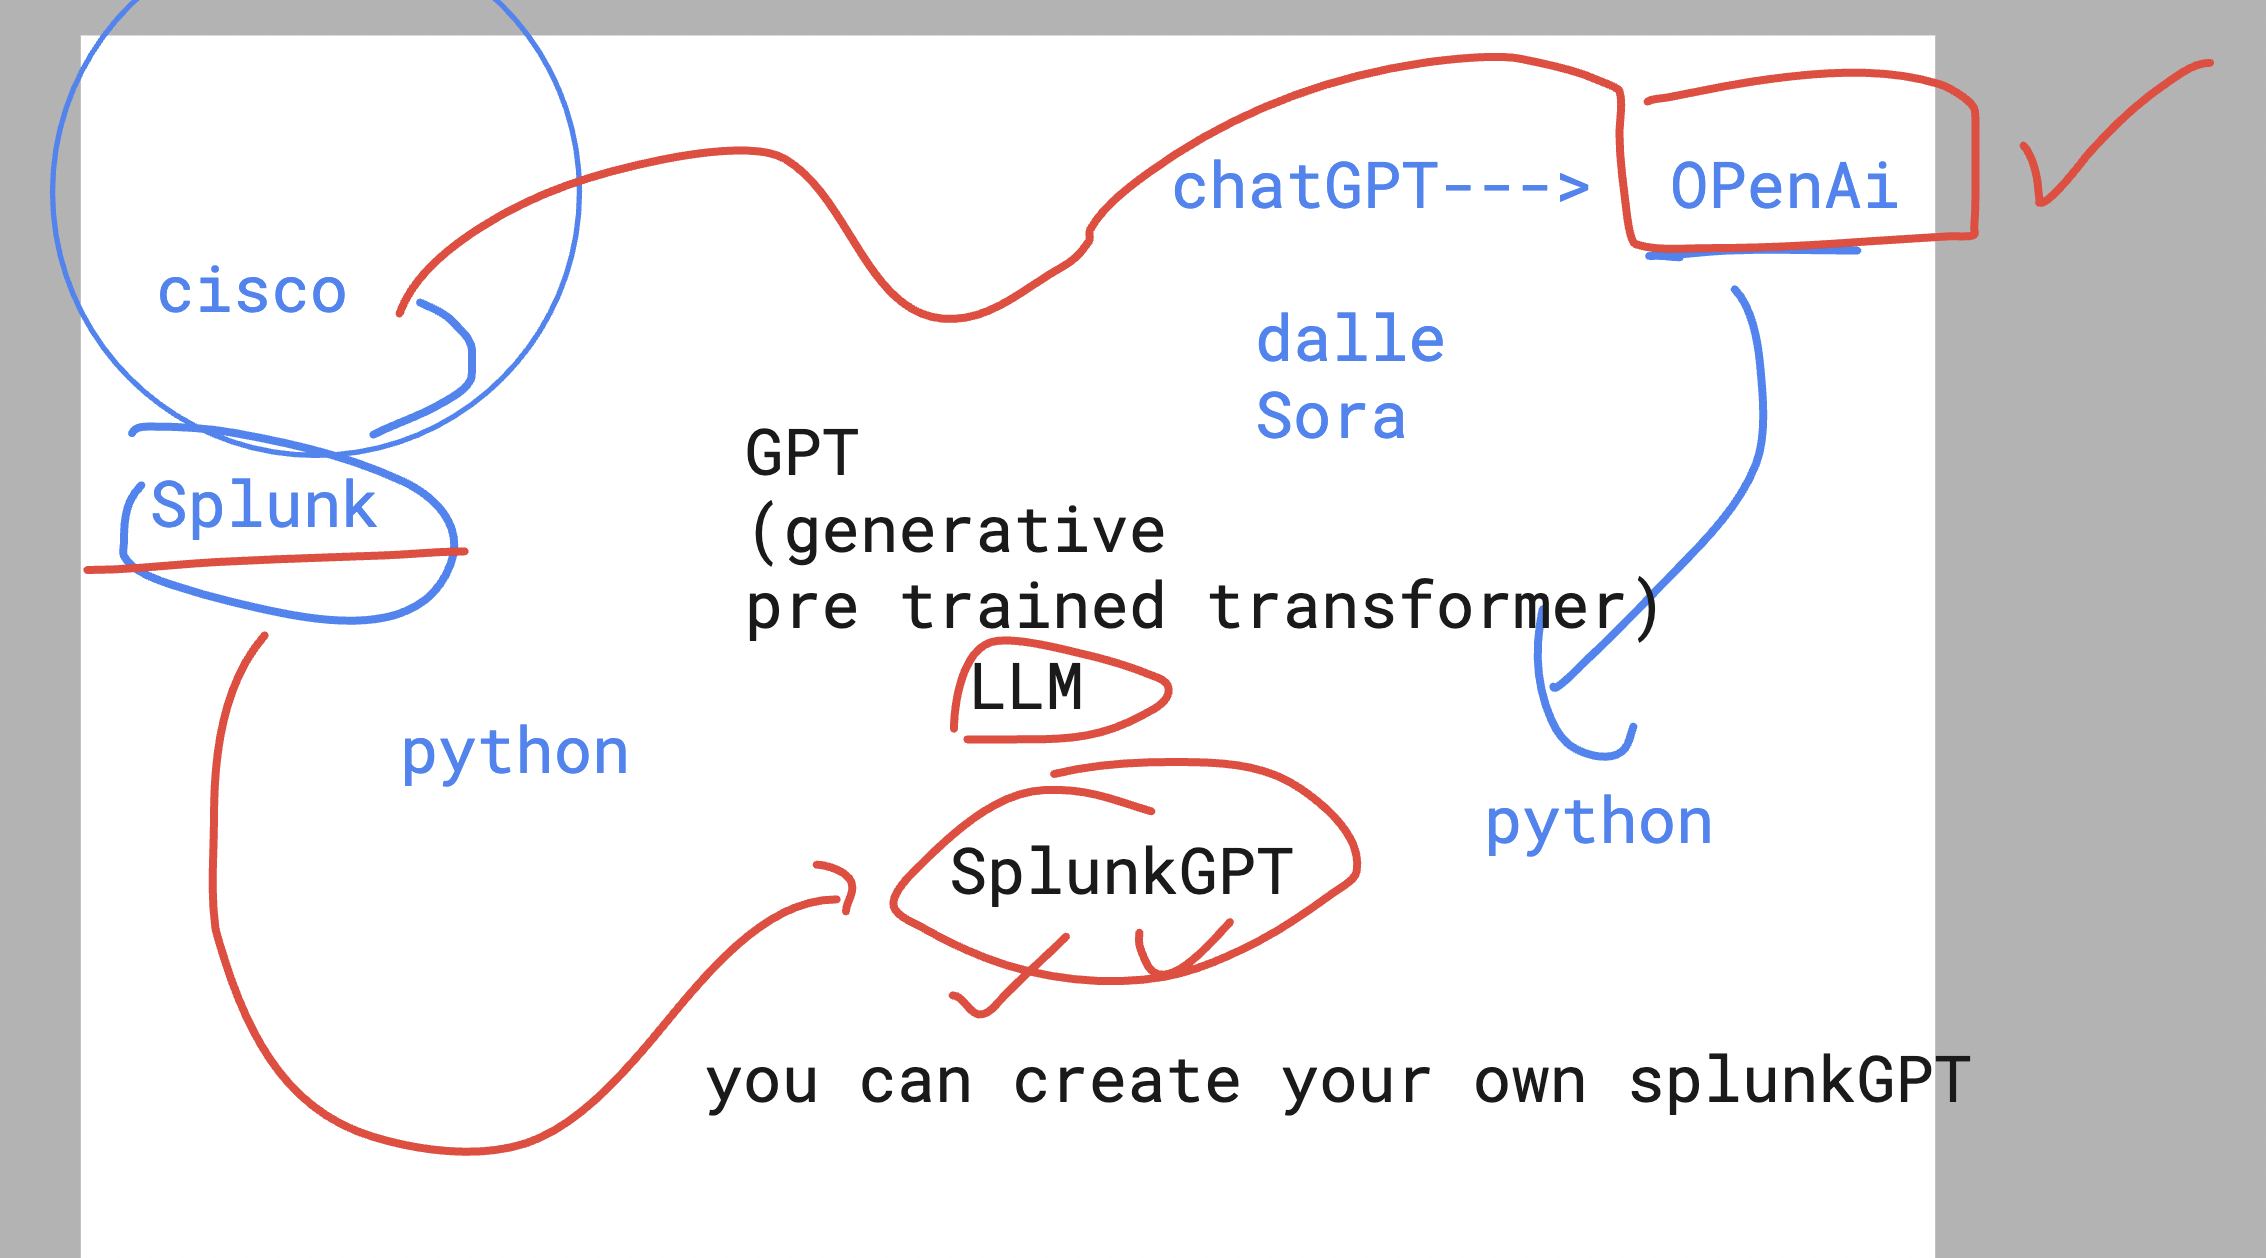 chatGPT---> OPenAi
cisco
dalle
Sora
GPT
(generative
pre trained transformer)
Splunk
LLM
python
python
SplunkGPT
you can create your own splunkGPT